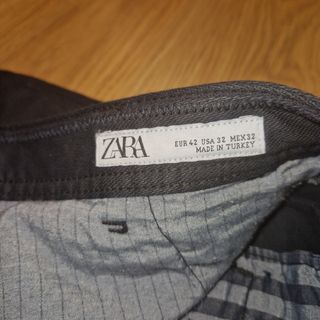 ZARA
EUR 42 USA 32 MEX 32
MADE IN TURKEY